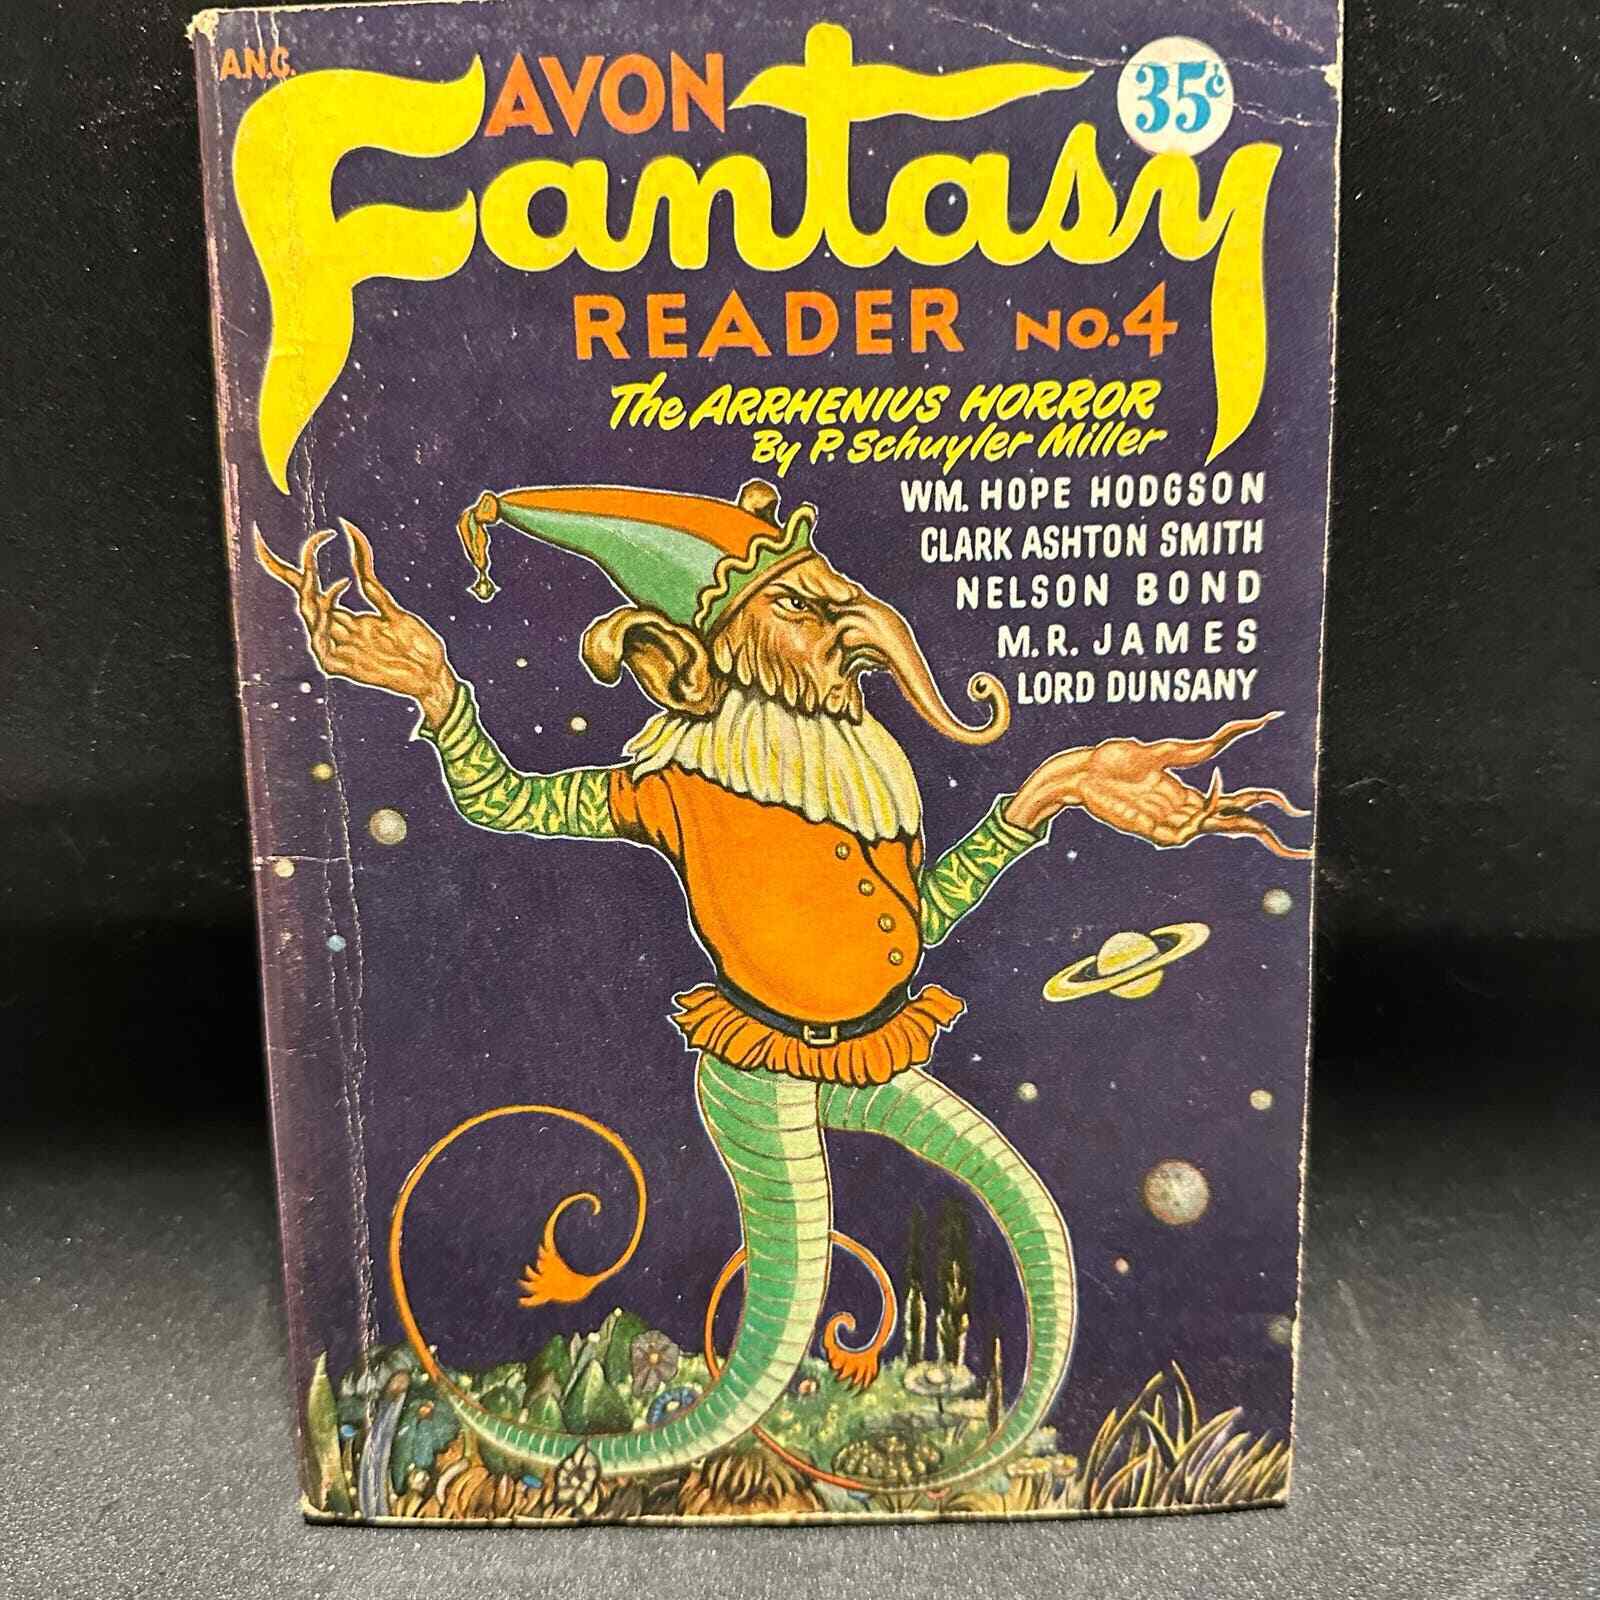 A.N.C.
AVON
35¢
Fantasy
READER NO.4
The ARRHENIUS HORROR
By P. Schuyler Miller
WM. HOPE HODGSON
CLARK ASHTON SMITH
NELSON BOND
M.R. JAMES
LORD DUNSANY